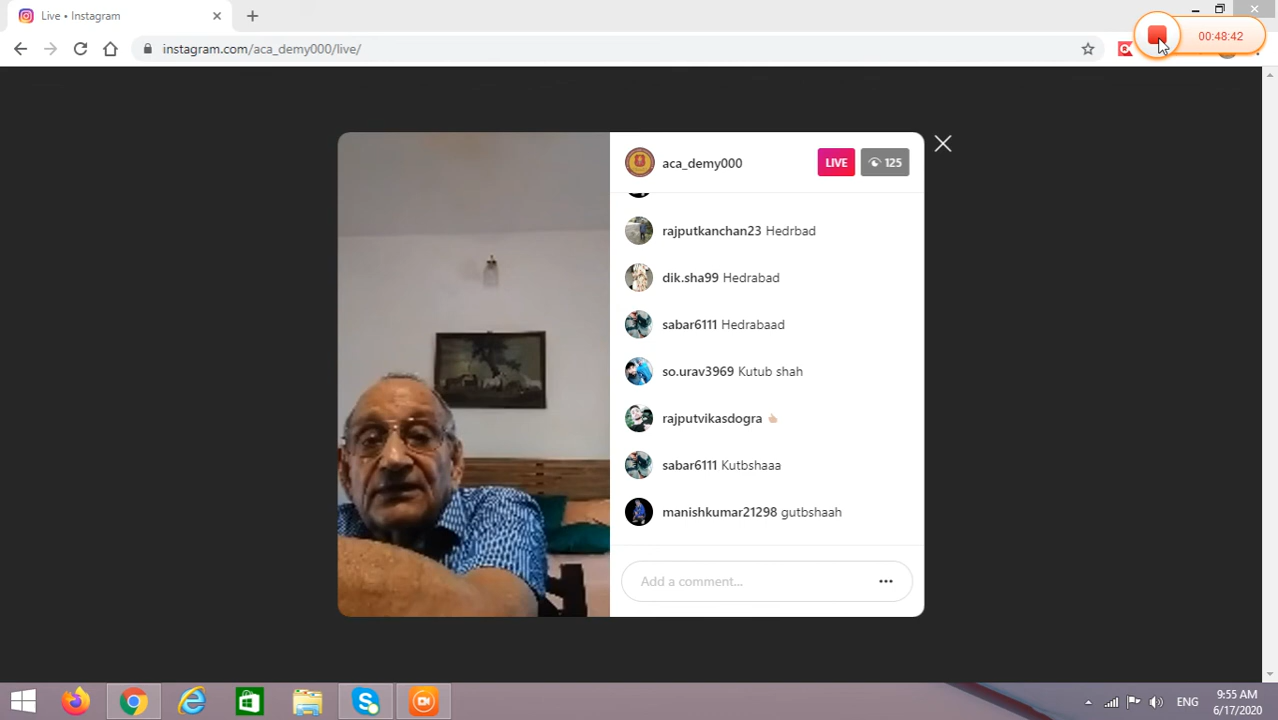 Live • Instagram
00:48:42
instagram.com/aca_demy000/live/
aca_demy000 LIVE 125
rajputkanchan23 Hedrbad
dik.sha99 Hedrabad
sabar6111 Hedrabaad
so.urav3969 Kutub shah
rajputvikasdogra
sabar6111 Kutbshaaa
manishkumar21298 gutbshaah
Add a comment...
ENG
9:55 AM
6/17/2020